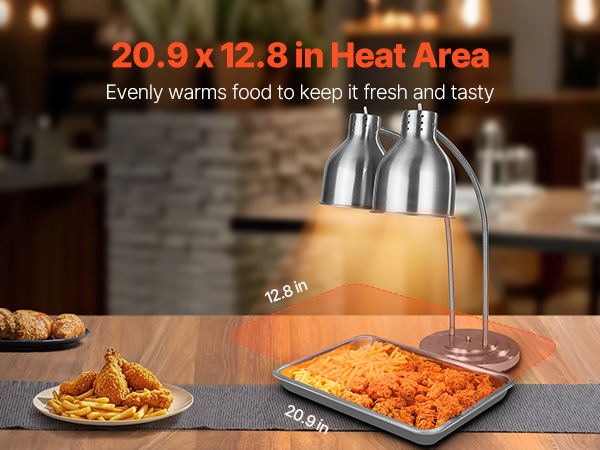 20.9 x 12.8 in Heat Area
Evenly warms food to keep it fresh and tasty
12.8 in
20.9 in